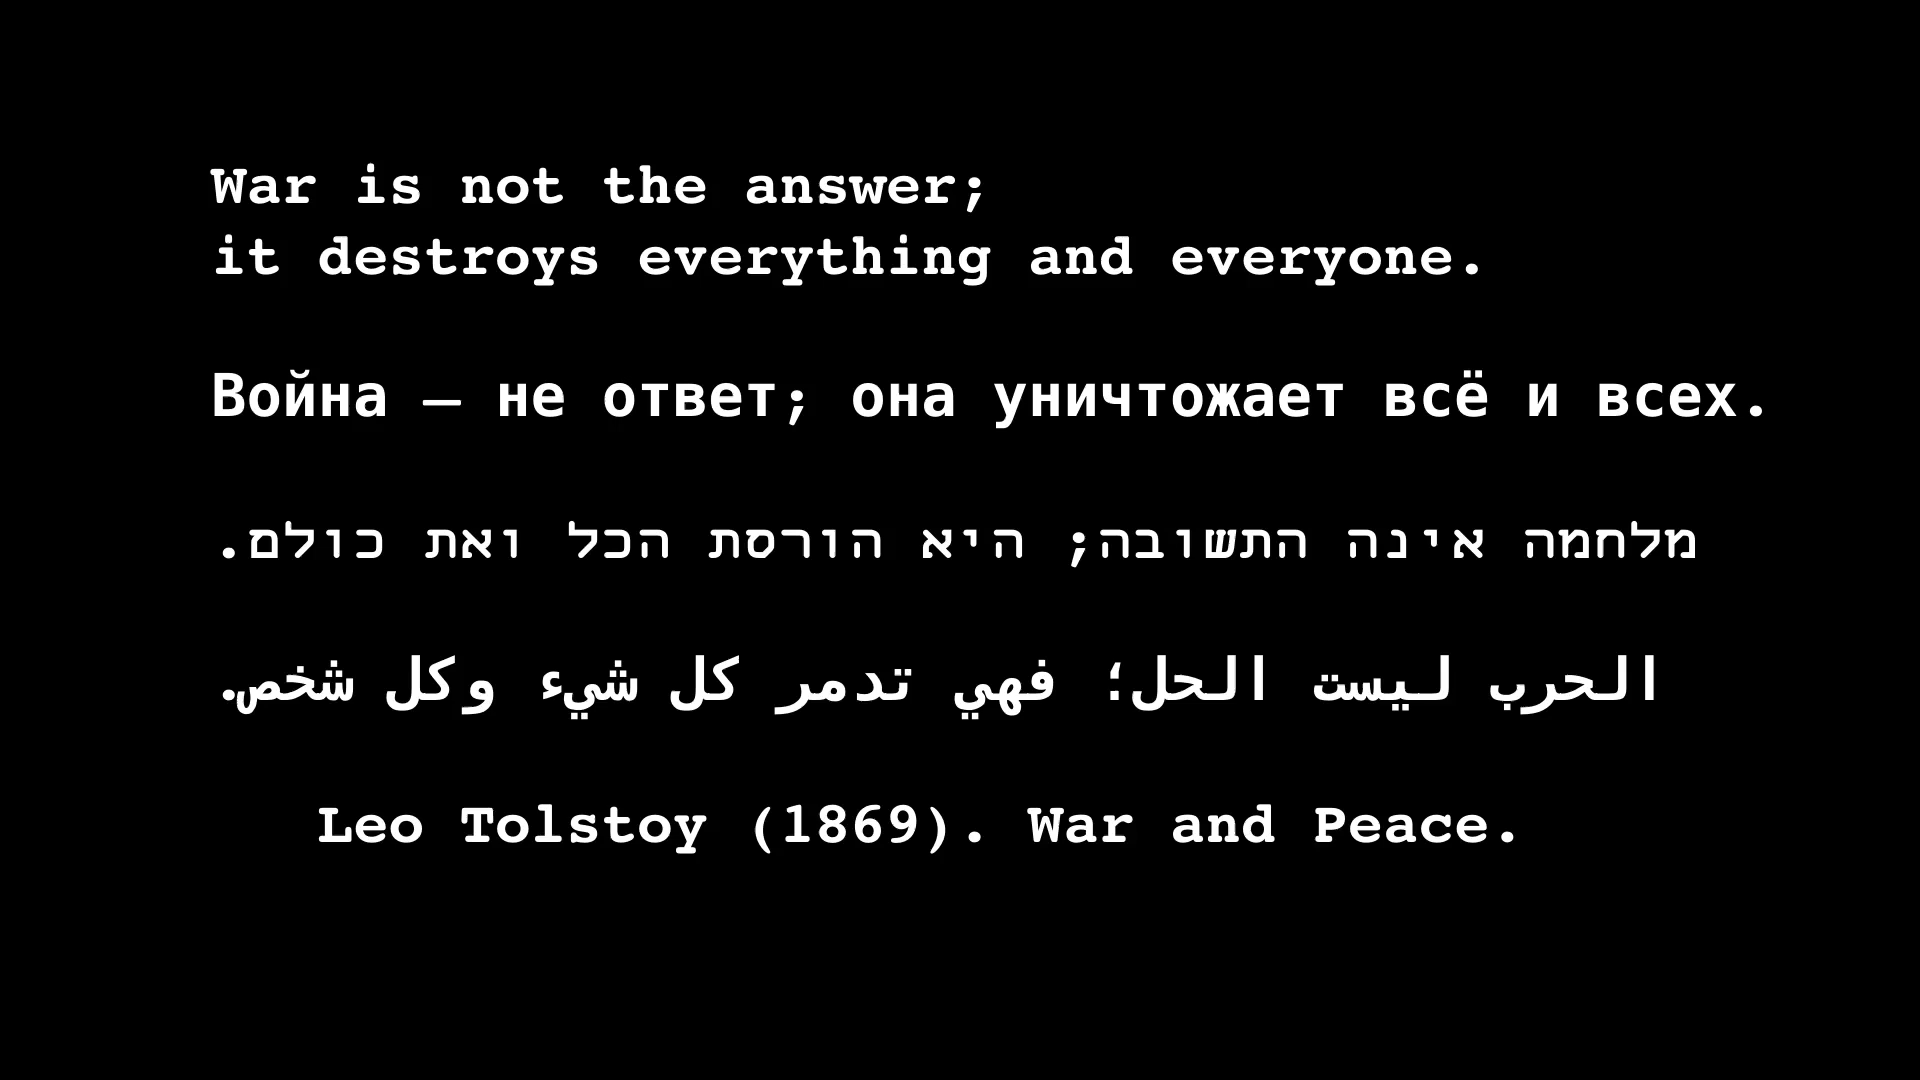 War is not the answer;
it destroys everything and everyone.
Война — не ответ; она уничтожает всё и всех.
מלחמה אינה התשובה; היא הורסת הכל ואת כולם.
الحرب ليست الحل؛ فهي تدمر كل شيء وكل شخص.
Leo Tolstoy (1869). War and Peace.